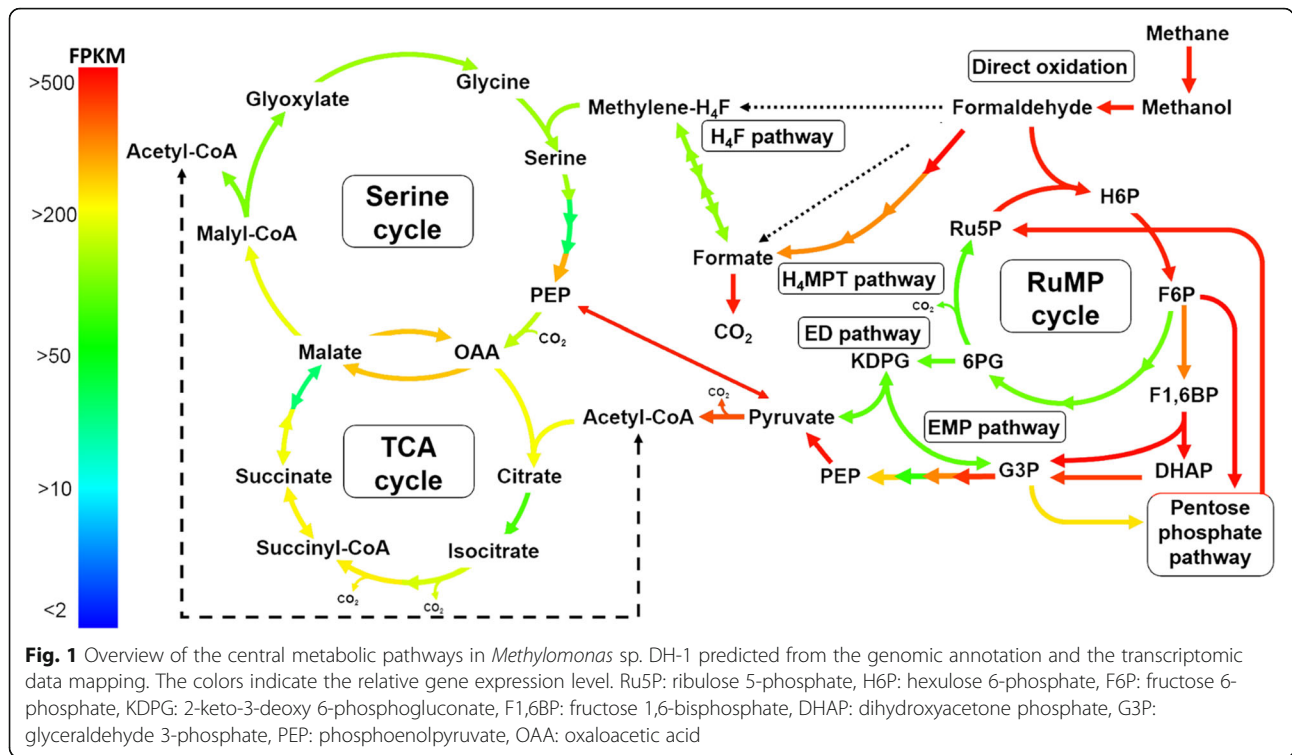 FPKM
>500
>200
>50
>10
<2
Methane
Direct oxidation
Glycine
Glyoxylate
Methylene-H₄F
Formaldehyde
Methanol
H₄F pathway
Acetyl-CoA
Serine
Serine
cycle
H6P
Ru5P
Malyl-CoA
Formate
H₄MPT pathway
RuMP
cycle
PEP
F6P
CO₂
CO₂
CO₂
ED pathway
Malate
OAA
KDPG
6PG
F1,6BP
CO₂
Acetyl-CoA
Pyruvate
EMP pathway
TCA
cycle
Succinate
Citrate
PEP
G3P
DHAP
Pentose
phosphate
pathway
Succinyl-CoA
Isocitrate
CO₂
CO₂
Fig. 1 Overview of the central metabolic pathways in Methylomonas sp. DH-1 predicted from the genomic annotation and the transcriptomic
data mapping. The colors indicate the relative gene expression level. Ru5P: ribulose 5-phosphate, H6P: hexulose 6-phosphate, F6P: fructose 6-
phosphate, KDPG: 2-keto-3-deoxy 6-phosphogluconate, F1,6BP: fructose 1,6-bisphosphate, DHAP: dihydroxyacetone phosphate, G3P:
glyceraldehyde 3-phosphate, PEP: phosphoenolpyruvate, OAA: oxaloacetic acid